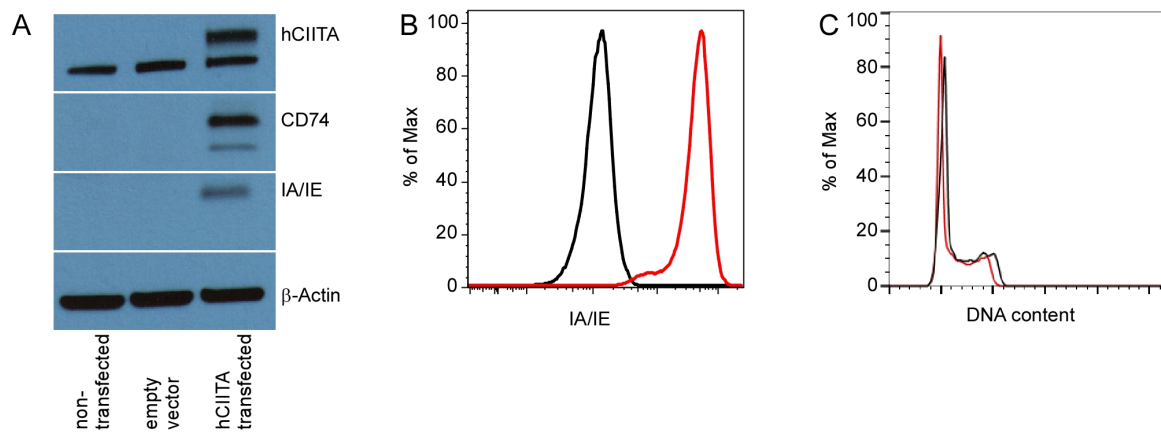 A
hCIITA
CD74
IA/IE
β-Actin
non-
transfected
empty
vector
hCIITA
transfected
B
% of Max
100
80
60
40
20
0
IA/IE
C
% of Max
100
80
60
40
20
0
DNA content